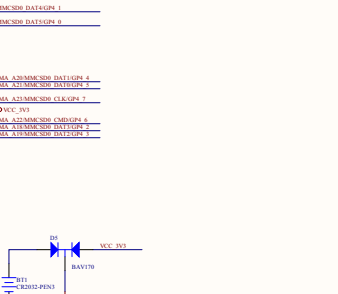 MMCSD0_DAT4/GP4_1
MMCSD0_DAT5/GP4_0
MA_A20/MMCSD0_DAT1/GP4_4
MA_A21/MMCSD0_DAT0/GP4_5
MA_A23/MMCSD0_CLK/GP4_7
VCC_3V3
MA_A22/MMCSD0_CMD/GP4_6
MA_A18/MMCSD0_DAT3/GP4_2
MA_A19/MMCSD0_DAT2/GP4_3
D5
VCC_3V3
BAV170
BT1
CR2032-PEN3